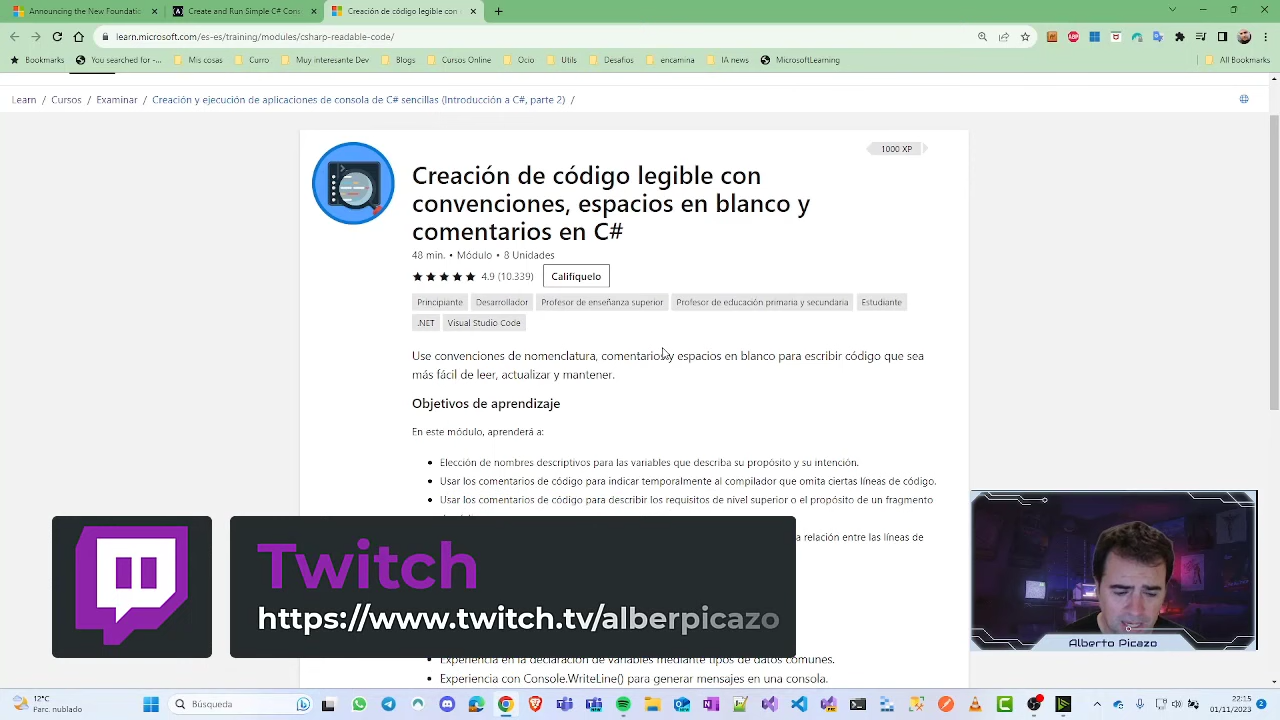 Announcing the New Foundatic
Create and Run Simple C# Con:
Creación de código legible con
learn.microsoft.com/es-es/training/modules/csharp-readable-code/
Bookmarks
You searched for -...
Mis cosas
Curro
Muy interesante Dev
Blogs
Cursos Online
Ocio
Utils
Desafios
encamina
IA news
MicrosoftLearning
All Bookmarks
Learn / Cursos / Examinar / Creación y ejecución de aplicaciones de consola de C# sencillas (Introducción a C#, parte 2) /
1000 XP
Creación de código legible con
convenciones, espacios en blanco y
comentarios en C#
48 min. • Módulo • 8 Unidades
4.9 (10.339)
Califíquelo
Principiante
Desarrollador
Profesor de enseñanza superior
Profesor de educación primaria y secundaria
Estudiante
.NET
Visual Studio Code
Use convenciones de nomenclatura, comentarios y espacios en blanco para escribir código que sea
más fácil de leer, actualizar y mantener.
Objetivos de aprendizaje
En este módulo, aprenderá a:
Elección de nombres descriptivos para las variables que describa su propósito y su intención.
Usar los comentarios de código para indicar temporalmente al compilador que omita ciertas líneas de código.
Usar los comentarios de código para describir los requisitos de nivel superior o el propósito de un fragmento
a relación entre las líneas de
Twitch
https://www.twitch.tv/alberpicazo
Alberto Picazo
Experiencia en la declaración de variables mediante tipos de datos comunes.
Experiencia con Console.WriteLine() para generar mensajes en una consola.
12°C
Parc. nublado
Búsqueda
22:15
01/11/2023